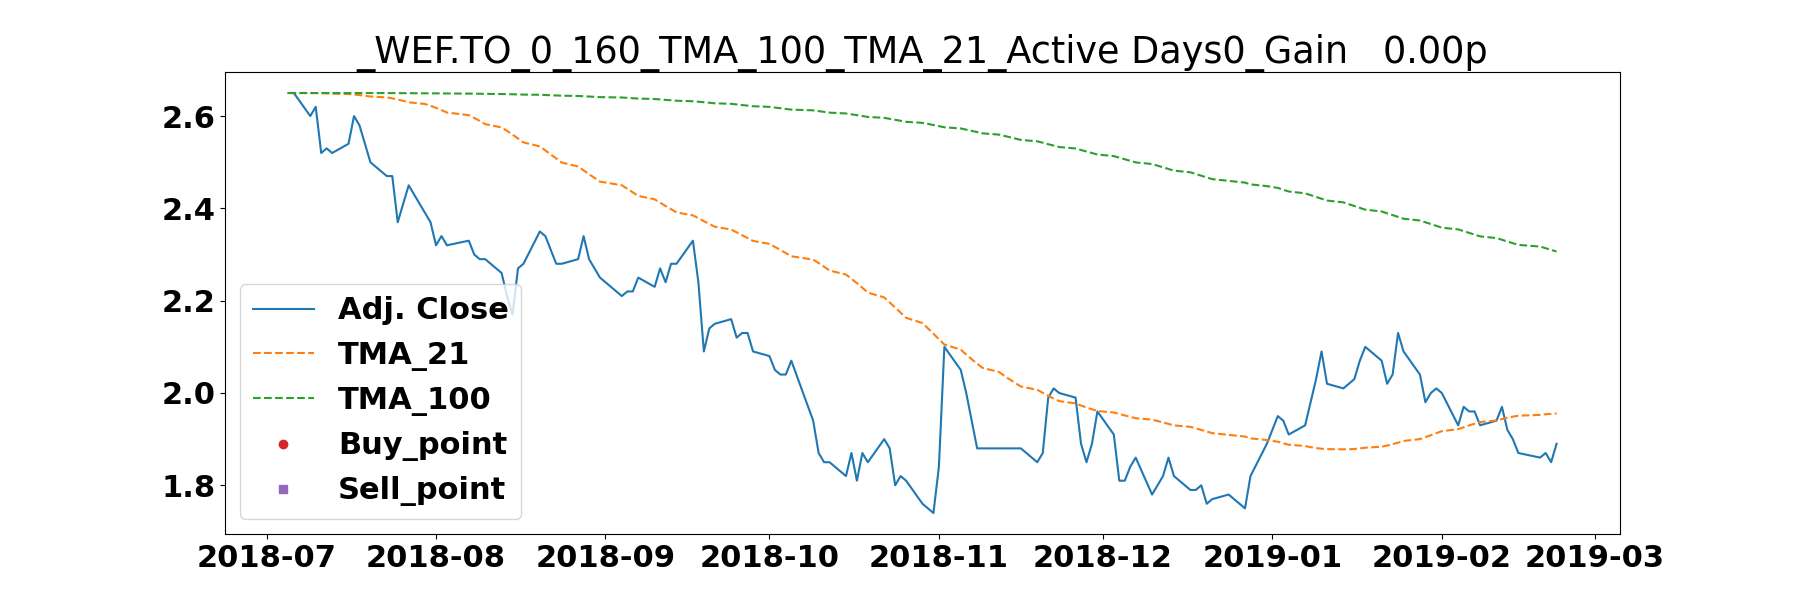 _WEF.TO_0_160_TMA_100_TMA_21_Active Days0_Gain   0.00p
2.6
2.4
2.2
2.0
1.8
Adj. Close
TMA_21
TMA_100
Buy_point
Sell_point
2018-07 2018-08 2018-09 2018-10 2018-11 2018-12 2019-01 2019-02 2019-03